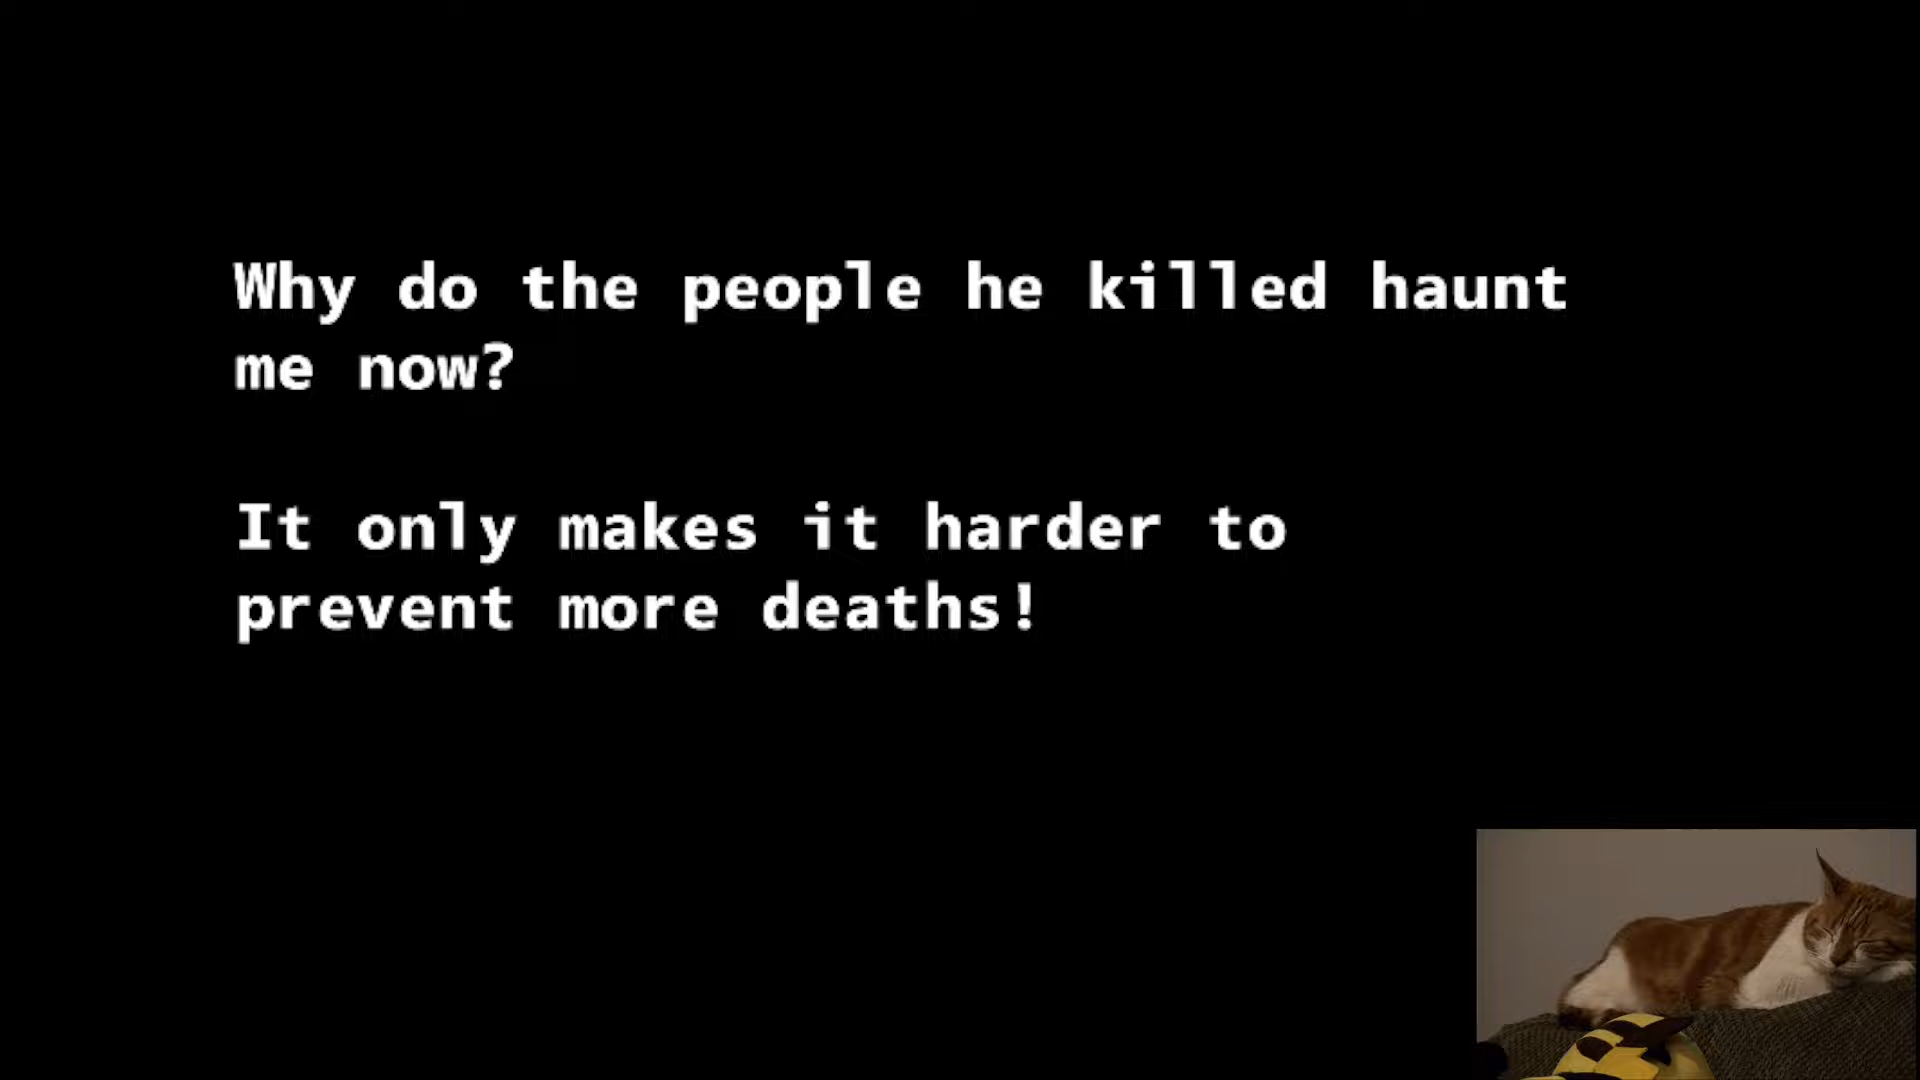 Why do the people he killed haunt
me now?
It only makes it harder to
prevent more deaths!